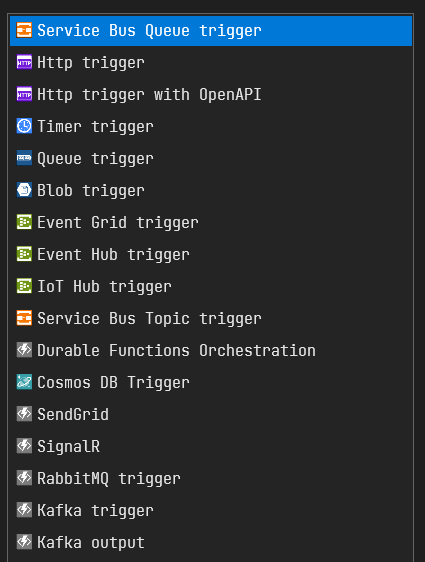 Service Bus Queue trigger
Http trigger
Http trigger with OpenAPI
Timer trigger
Queue trigger
Blob trigger
Event Grid trigger
Event Hub trigger
IoT Hub trigger
Service Bus Topic trigger
Durable Functions Orchestration
Cosmos DB Trigger
SendGrid
SignalR
RabbitMQ trigger
Kafka trigger
Kafka output